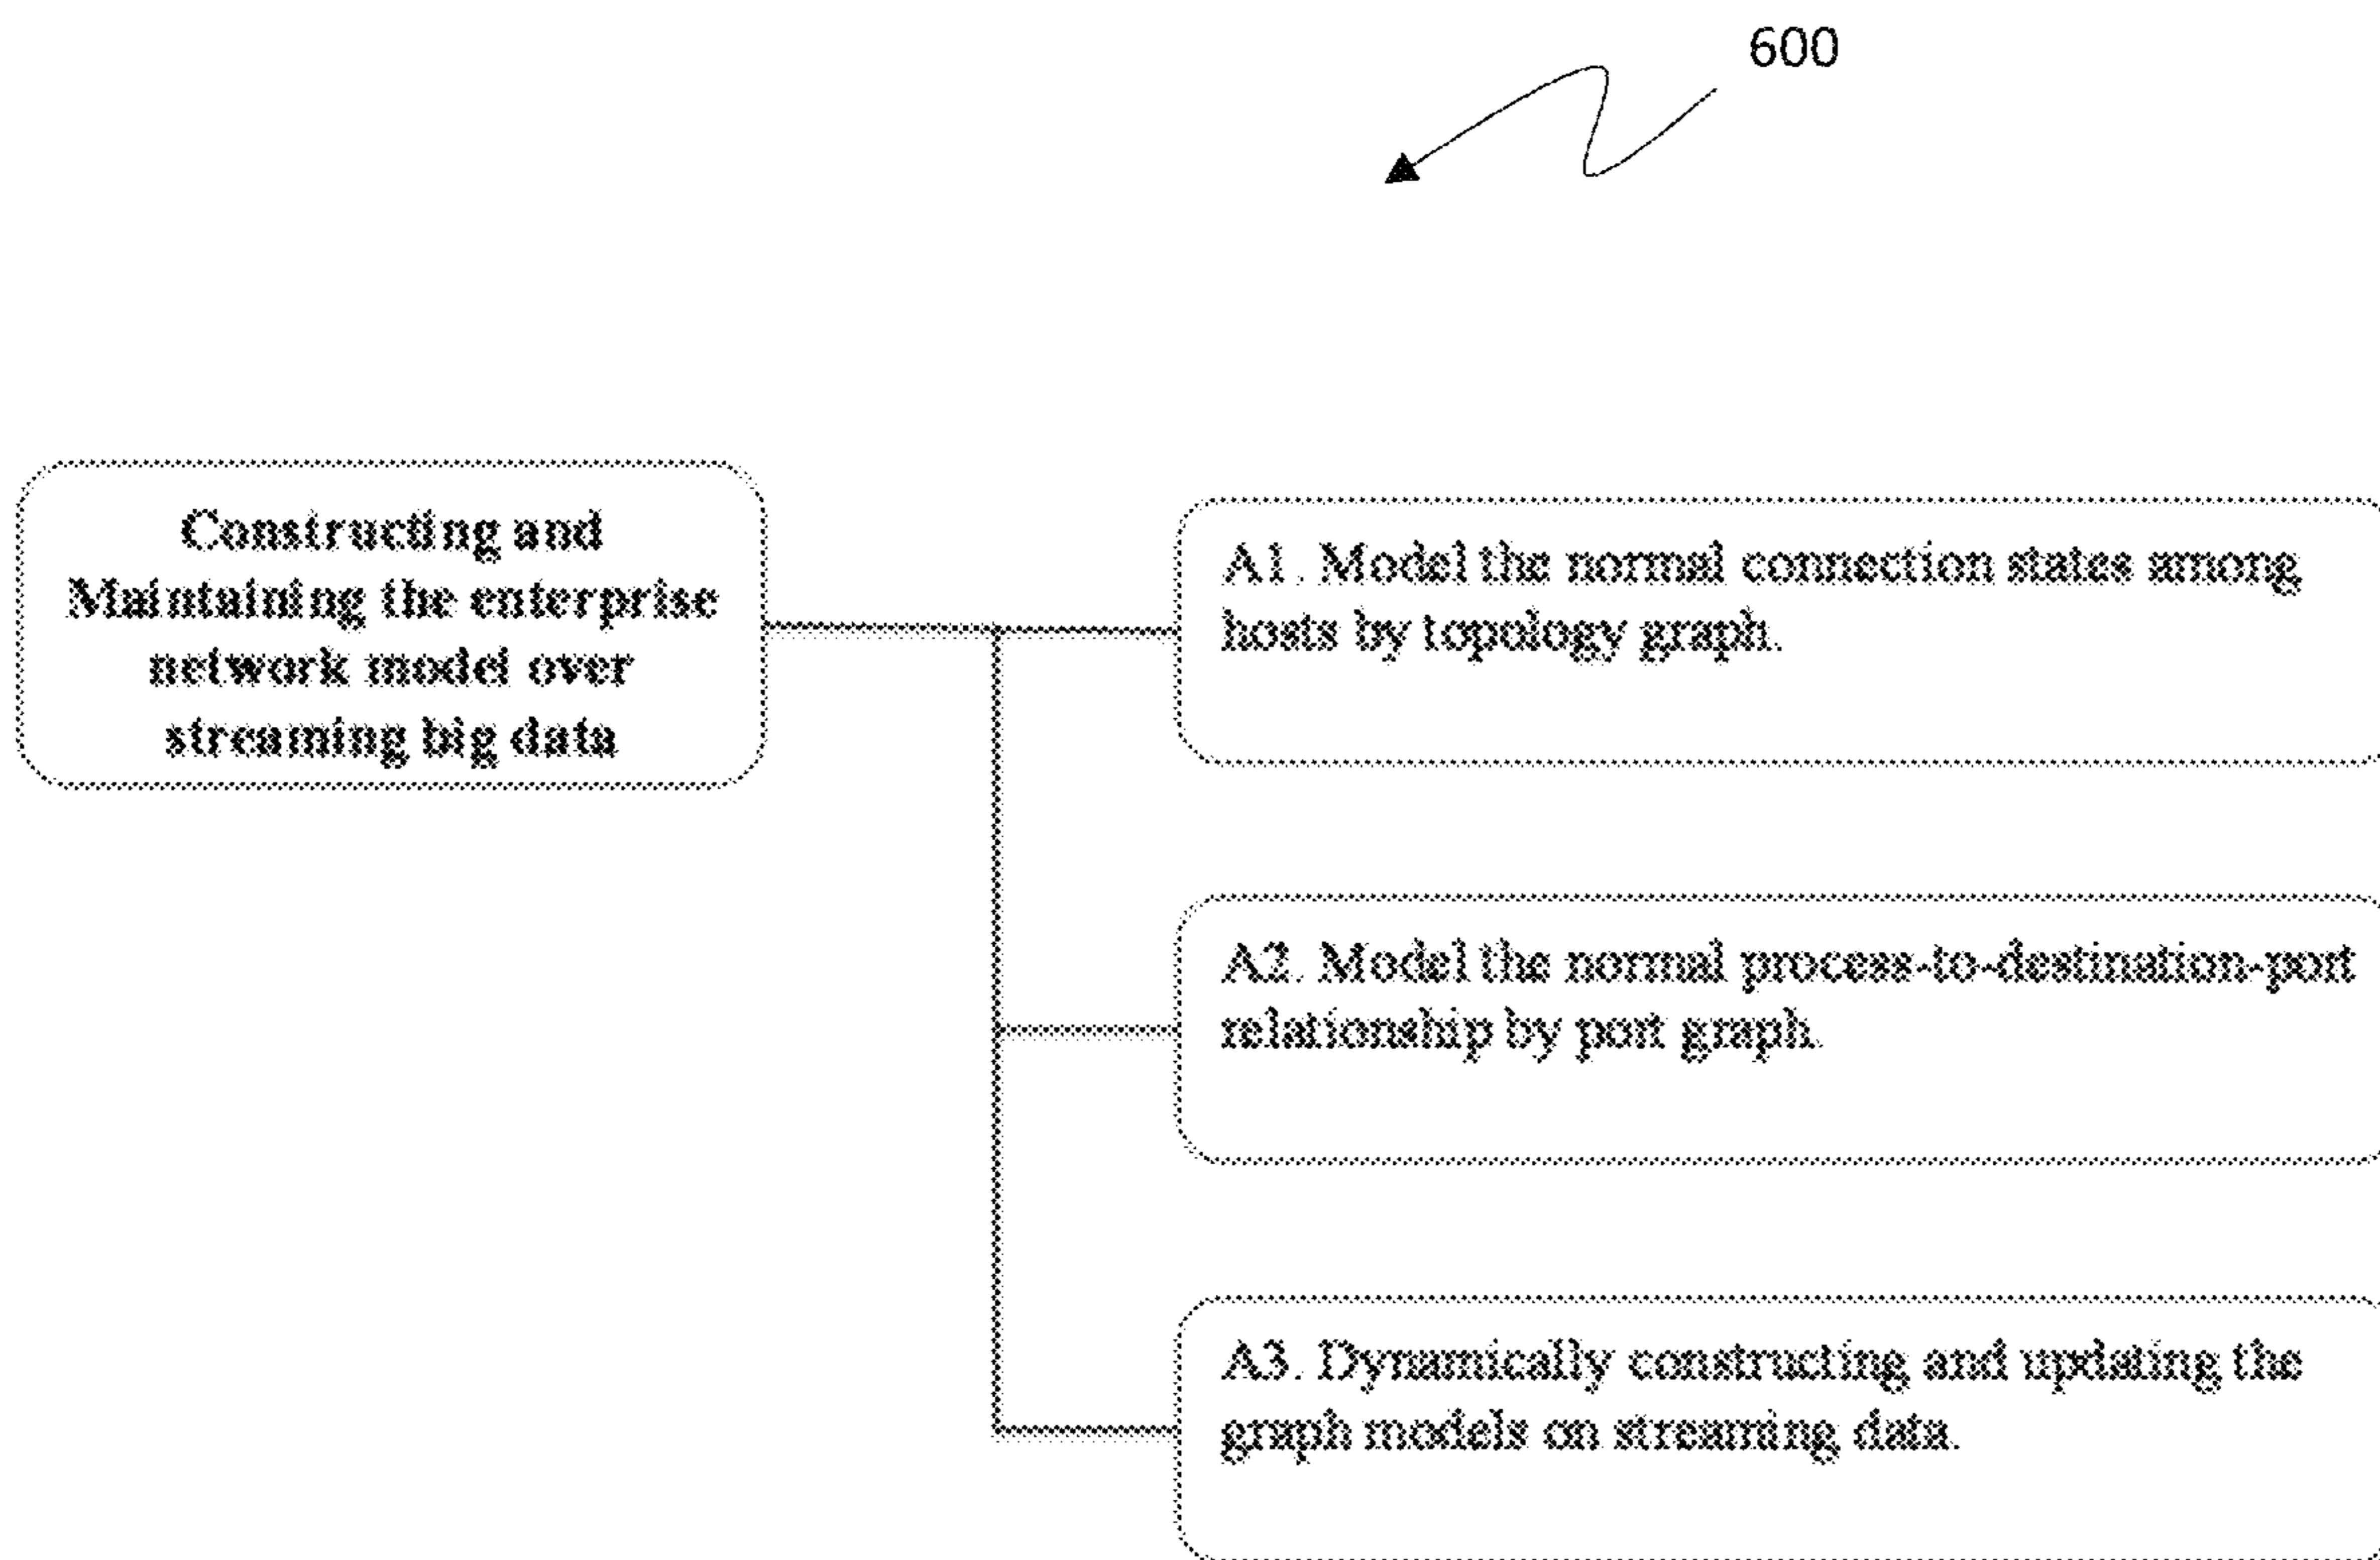 600
Constructing and
Maintaining the enterprise
network model over
streaming big data
A1. Model the normal connection states among
hosts by topology graph.
A2. Model the normal process-to-destination-port
relationship by port graph.
A3. Dynamically constructing and updating the
graph models on streaming data.